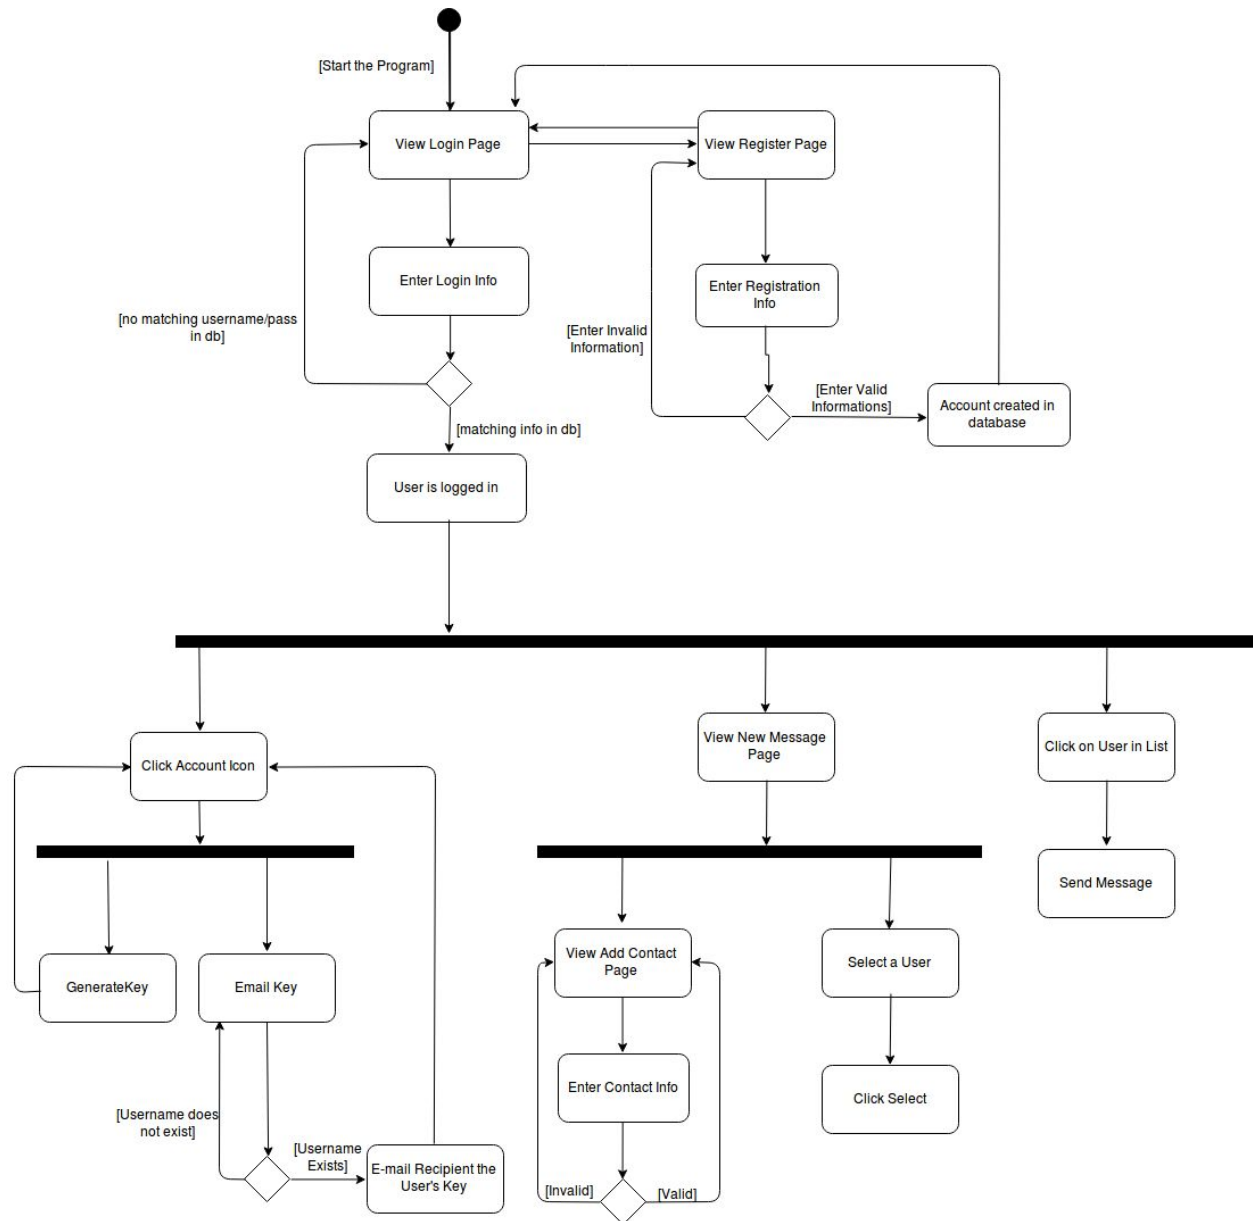 [Start the Program]
View Login Page
View Register Page
Enter Login Info
Enter Registration
Info
[no matching username/pass
in db]
[Enter Invalid
Information]
[Enter Valid
Informations]
Account created in
database
[matching info in db]
User is logged in
Click Account Icon
View New Message
Page
Click on User in List
Send Message
GenerateKey
Email Key
View Add Contact
Page
Select a User
Enter Contact Info
Click Select
[Username does
not exist]
[Username
Exists]
E-mail Recipient the
User's Key
[Invalid]
[Valid]